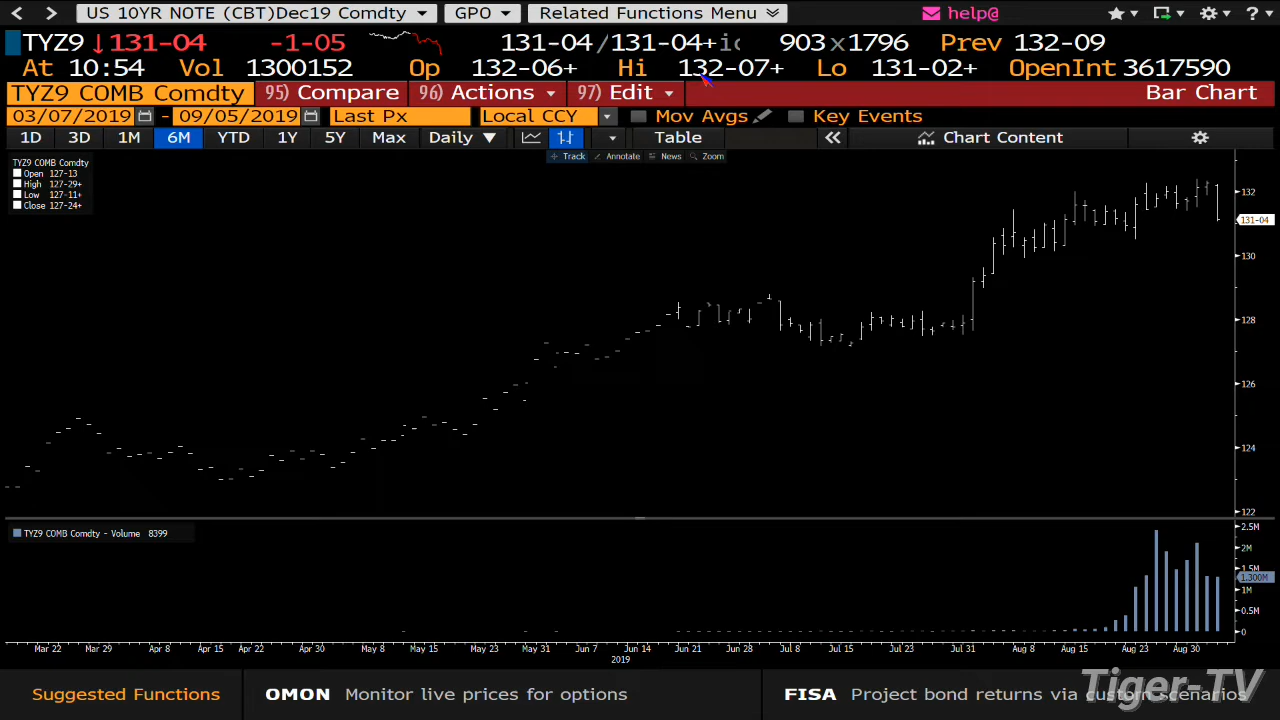 US 10YR NOTE (CBT)Dec19 Comdty GPO Related Functions Menu help@ ?
TYZ9 ↓131-04 -1-05 131-04/131-04+ 903x1796 Prev 132-09
At 10:54 Vol 1300152 Op 132-06+ Hi 132-07+ Lo 131-02+ OpenInt 3617590
TYZ9 COMB Comdty 95) Compare 96) Actions 97) Edit Bar Chart
03/07/2019 - 09/05/2019 Last Px Local CCY Mov Avgs Key Events
1D 3D 1M 6M YTD 1Y 5Y Max Daily ▼ Table « Chart Content
Track Annotate News Zoom
TYZ9 COMB Comdty
Open 127-13
High 127-29+
Low 127-11+
Close 127-24+
132
131-04
130
128
126
124
122
TYZ9 COMB Comdty - Volume 8399
2.5M
2M
1.5M
1.300M
1M
0.5M
0
Mar 22 Mar 29 Apr 8 Apr 15 Apr 22 Apr 30 May 8 May 15 May 23 May 31 Jun 7 Jun 14 Jun 21 Jun 28 Jul 8 Jul 15 Jul 23 Jul 31 Aug 8 Aug 15 Aug 23 Aug 30
2019
Suggested Functions OMON Monitor live prices for options FISA Project bond returns via custom scenarios
Tiger-TV